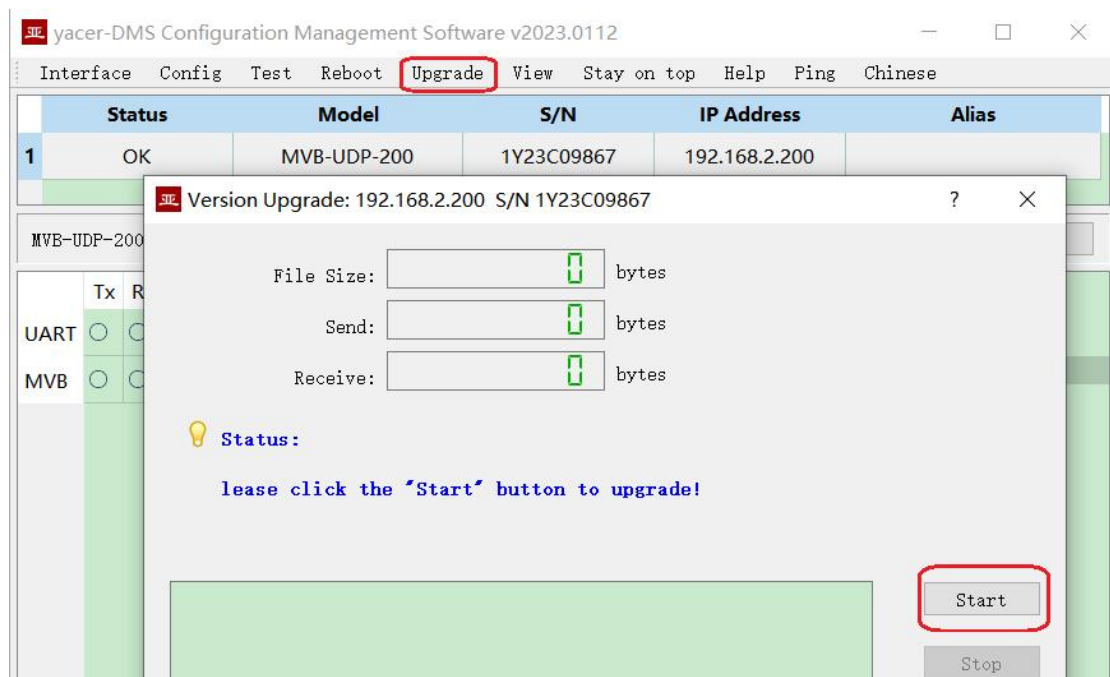 亚 yacer-DMS Configuration Management Software v2023.0112
Interface Config Test Reboot Upgrade View Stay on top Help Ping Chinese
Status Model S/N IP Address Alias
1 OK MVB-UDP-200 1Y23C09867 192.168.2.200
亚 Version Upgrade: 192.168.2.200 S/N 1Y23C09867 ?
MVB-UDP-200
File Size: 0 bytes
Tx R
Send: 0 bytes
UART
Receive: 0 bytes
MVB
Status:
lease click the "Start" button to upgrade!
Start
Stop